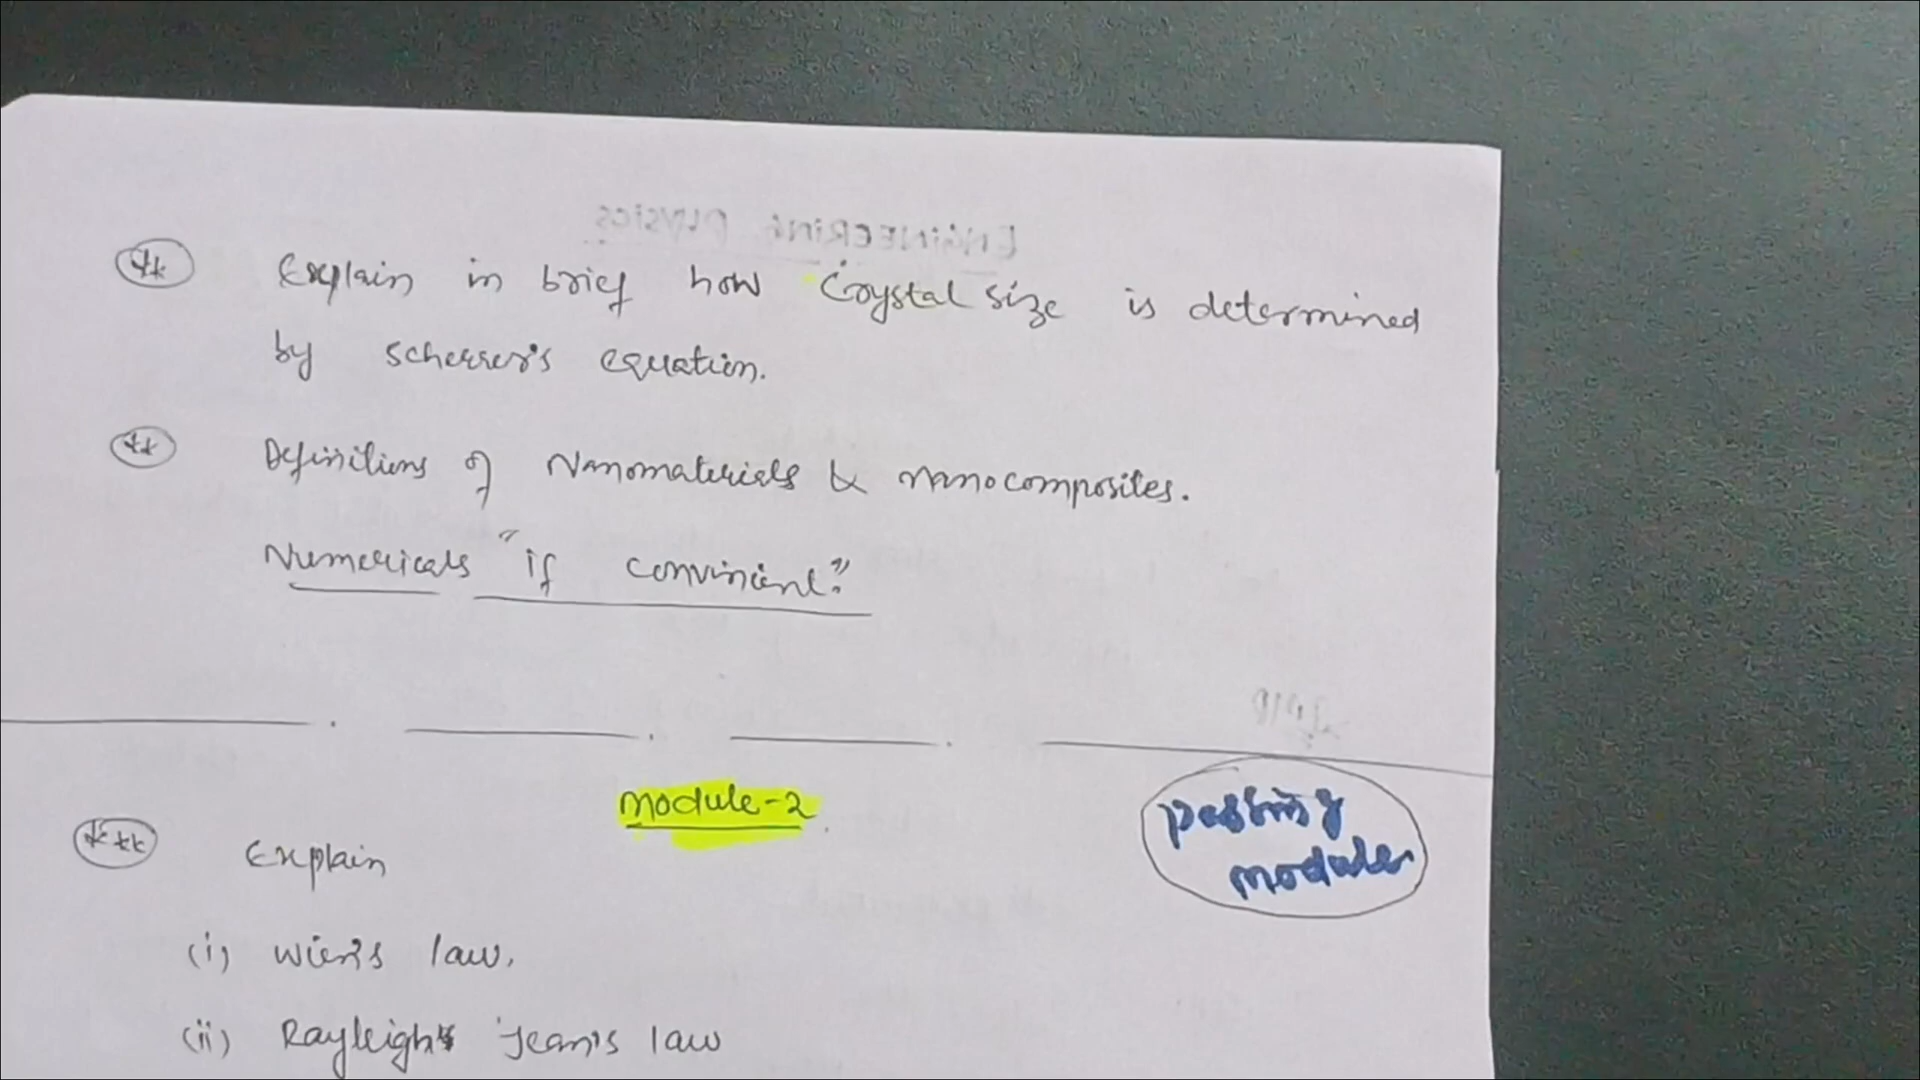 ** Explain in brief how Crystal size is determined
by scherrer's equation.
** Definitions of Nanomaterials & nanocomposites.
Numericals "if convinient"
Module-2
passing
module
*** Explain
(i) wien's law.
(ii) Rayleigh Jean's law